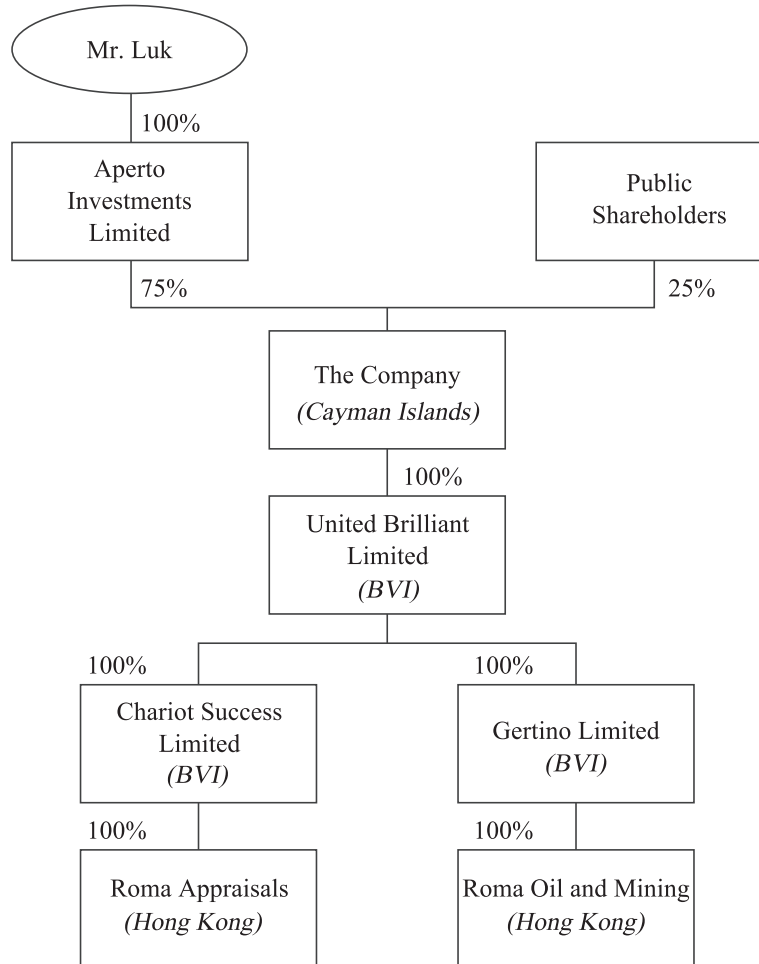 Mr. Luk
100%
Aperto
Investments
Limited
Public
Shareholders
75%
25%
The Company
(Cayman Islands)
100%
United Brilliant
Limited
(BVI)
100%
100%
Chariot Success
Limited
(BVI)
Gertino Limited
(BVI)
100%
100%
Roma Appraisals
(Hong Kong)
Roma Oil and Mining
(Hong Kong)